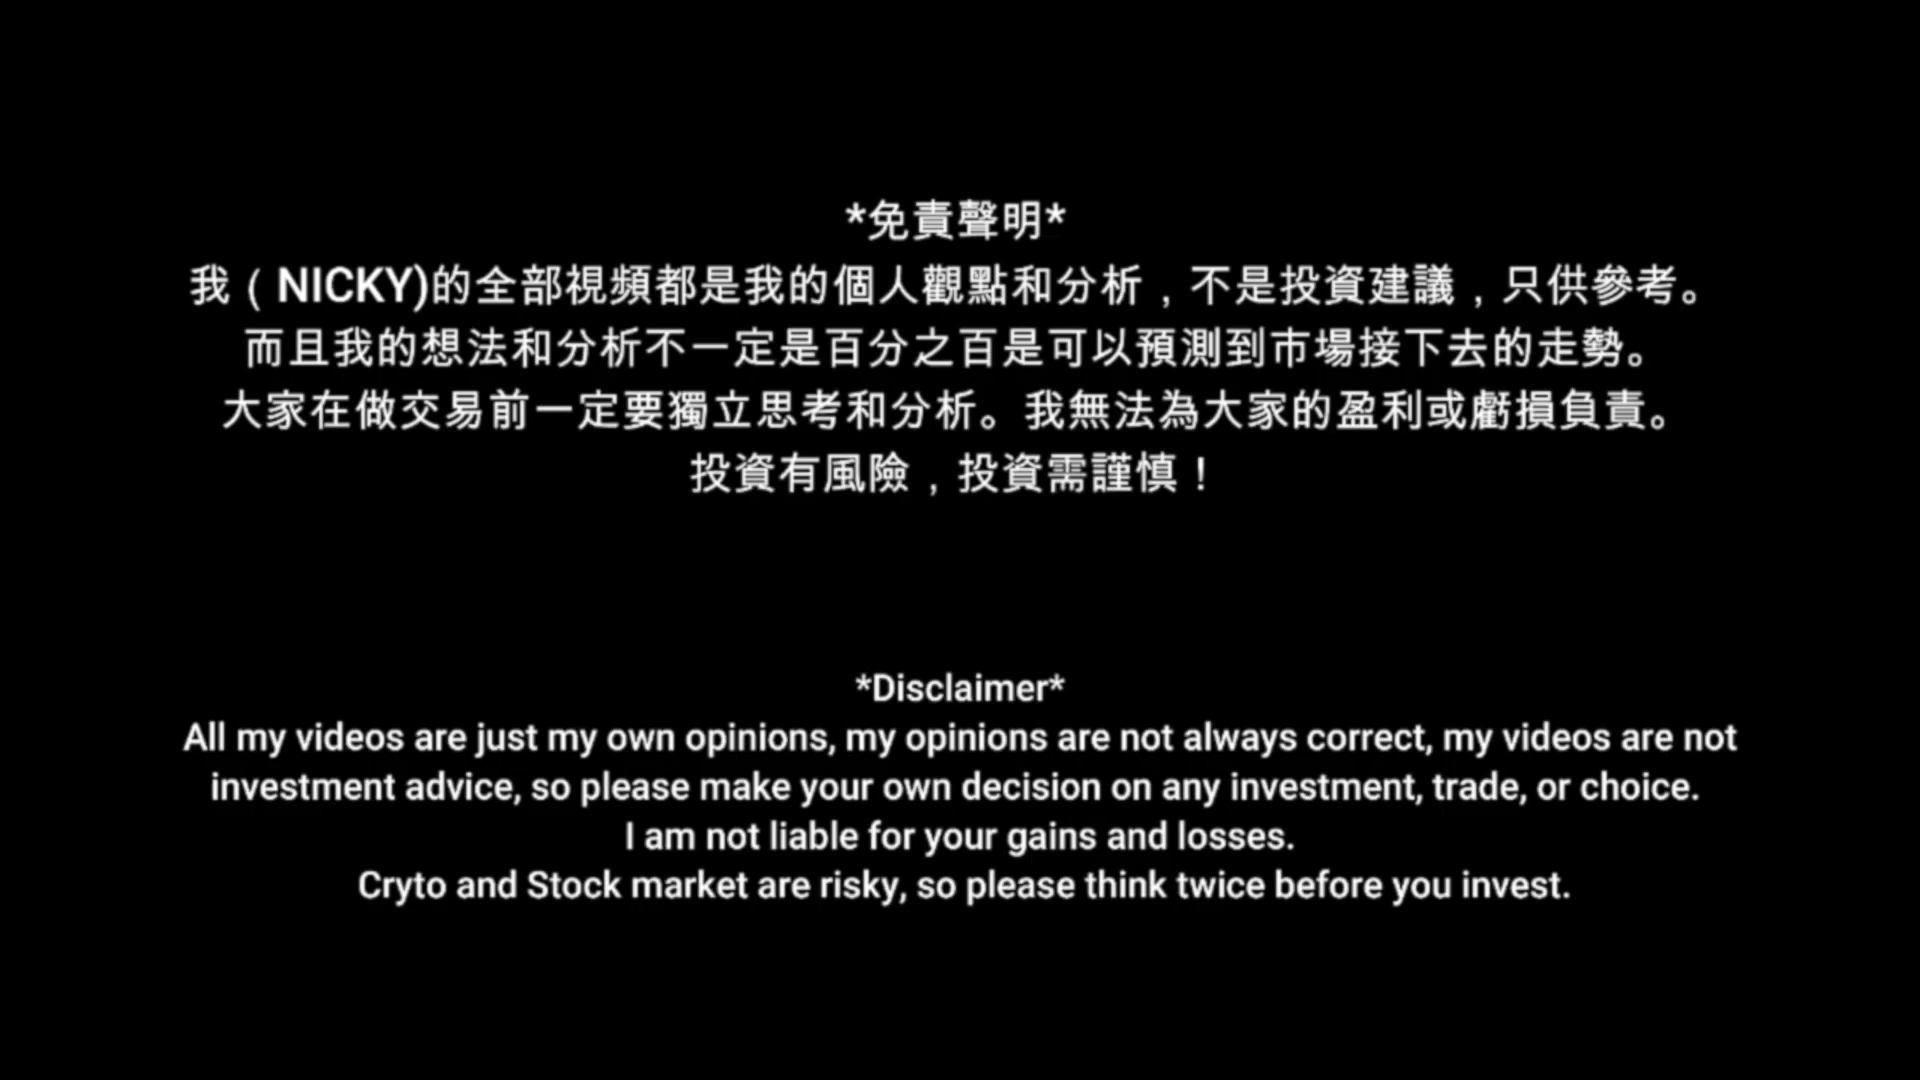 *免責聲明*
我（NICKY)的全部視頻都是我的個人觀點和分析，不是投資建議，只供參考。
而且我的想法和分析不一定是百分之百是可以預測到市場接下去的走勢。
大家在做交易前一定要獨立思考和分析。我無法為大家的盈利或虧損負責。
投資有風險，投資需謹慎！
*Disclaimer*
All my videos are just my own opinions, my opinions are not always correct, my videos are not
investment advice, so please make your own decision on any investment, trade, or choice.
I am not liable for your gains and losses.
Cryto and Stock market are risky, so please think twice before you invest.